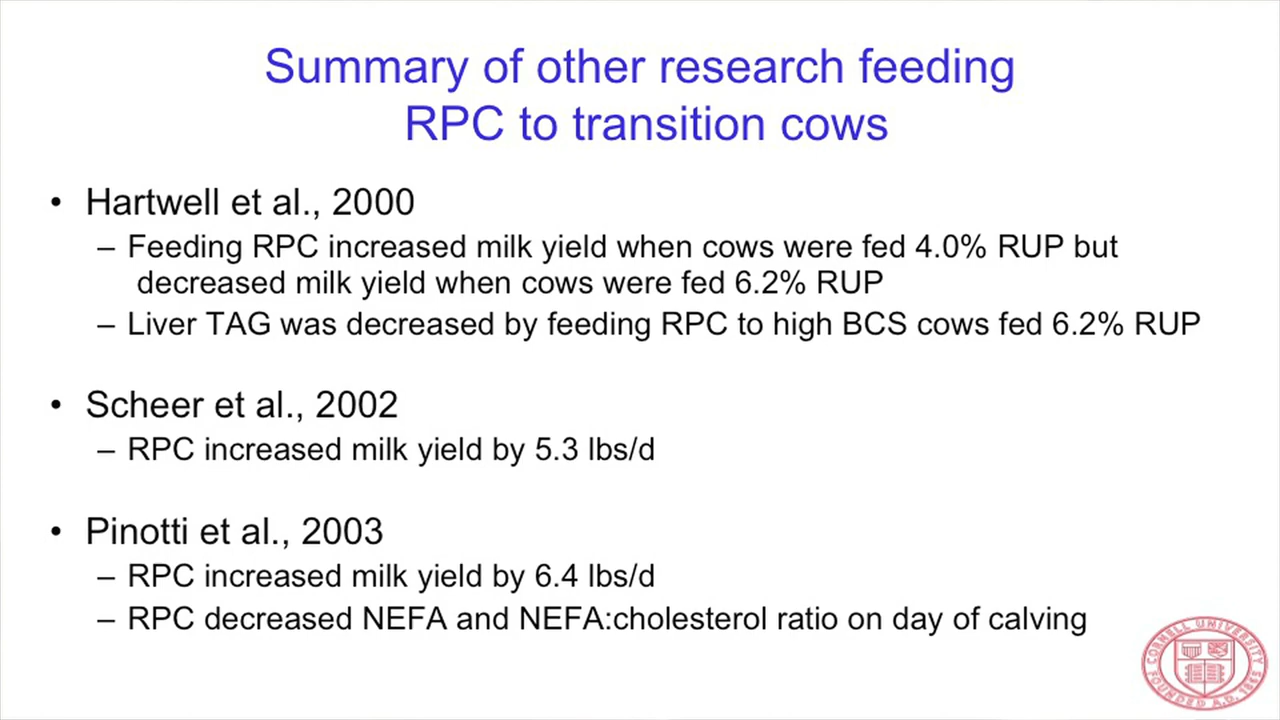 Summary of other research feeding
RPC to transition cows
• Hartwell et al., 2000
– Feeding RPC increased milk yield when cows were fed 4.0% RUP but
decreased milk yield when cows were fed 6.2% RUP
– Liver TAG was decreased by feeding RPC to high BCS cows fed 6.2% RUP
• Scheer et al., 2002
– RPC increased milk yield by 5.3 lbs/d
• Pinotti et al., 2003
– RPC increased milk yield by 6.4 lbs/d
– RPC decreased NEFA and NEFA:cholesterol ratio on day of calving
CORNELL UNIVERSITY
FOUNDED A.D. 1865